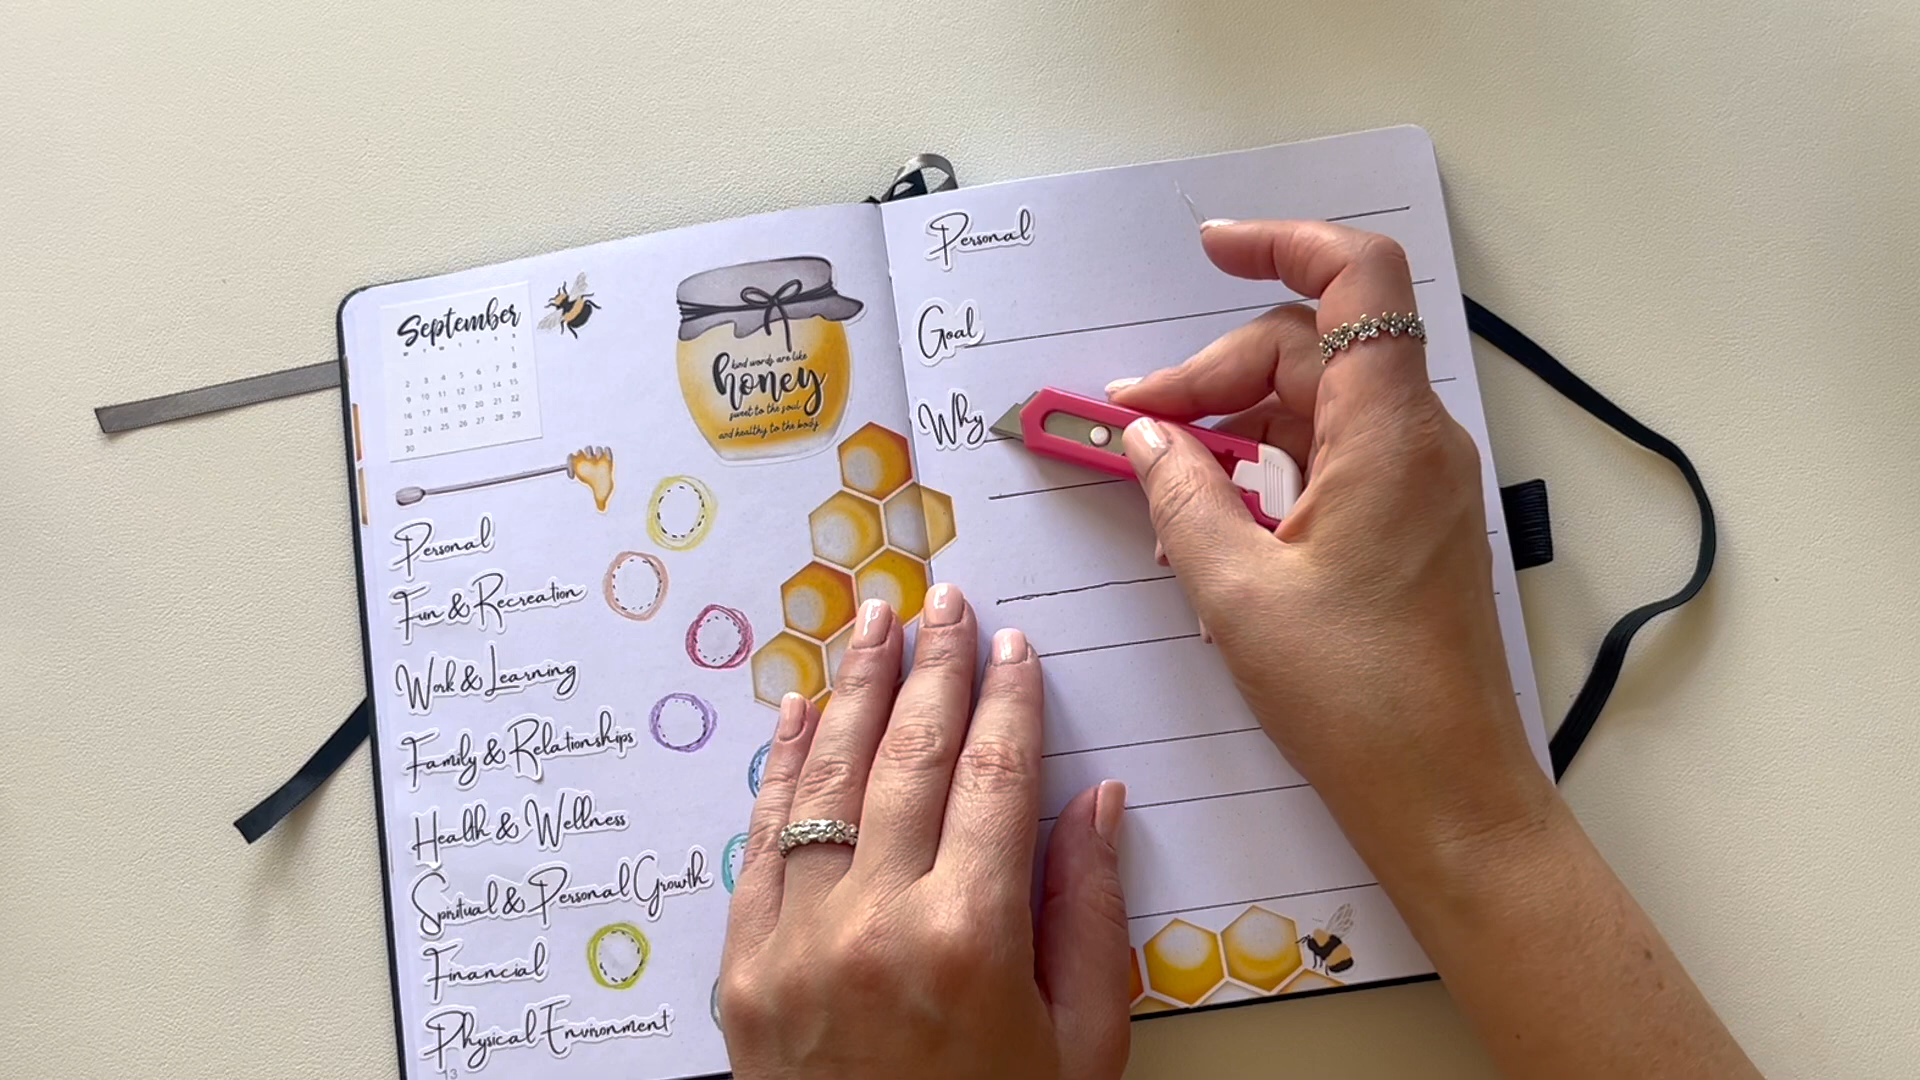 September
1
2 3 4 5 6 7 8
9 10 11 12 13 14 15
16 17 18 19 20 21 22
23 24 25 26 27 28 29
30
kind words are like
honey
sweet to the soul
and healthy to the body
Personal
Fun & Recreation
Work & Learning
Family & Relationships
Health & Wellness
Spiritual & Personal Growth
Financial
Physical Environment
13
Personal
Goal
Why